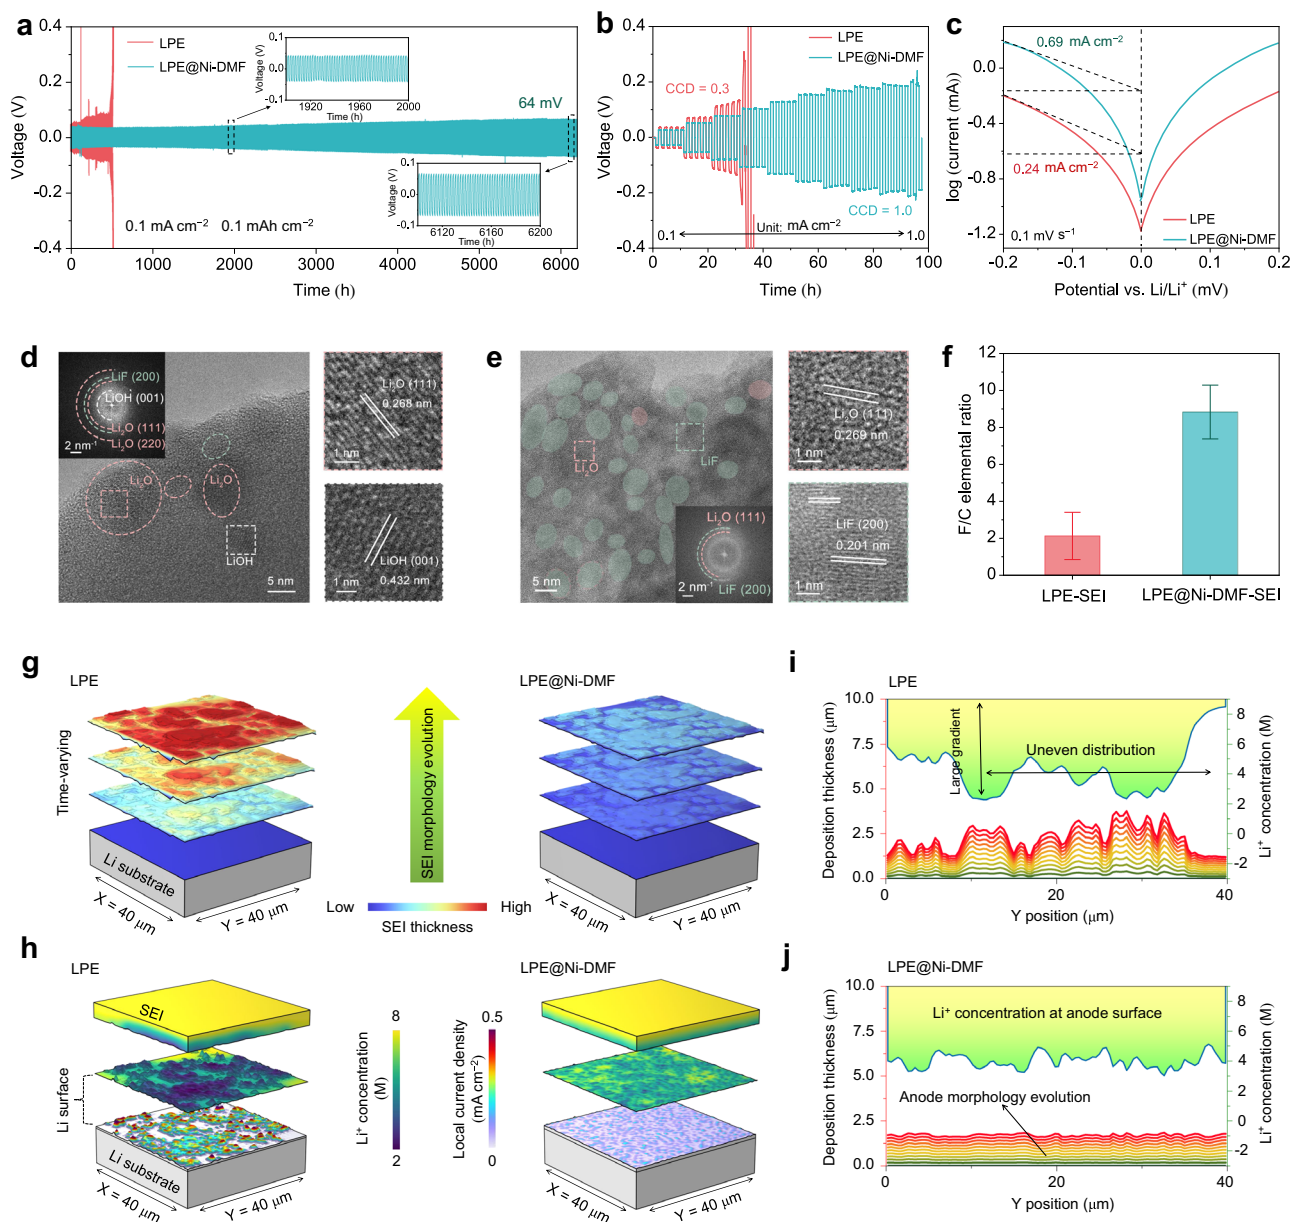 a
LPE
LPE@Ni-DMF
Voltage (V)
0.4
0.2
0.0
−0.2
−0.4
0.1
0.0
−0.1
Voltage (V)
1920 1960 2000
Time (h)
64 mV
0.1
0.0
−0.1
Voltage (V)
6120 6160 6200
Time (h)
0.1 mA cm⁻² 0.1 mAh cm⁻²
0 1000 2000 3000 4000 5000 6000
Time (h)
b
LPE
LPE@Ni-DMF
Voltage (V)
0.4
0.2
0.0
−0.2
−0.4
CCD = 0.3
CCD = 1.0
Unit: mA cm⁻²
0.1
1.0
0 20 40 60 80 100
Time (h)
c
log (current (mA))
0.0
−0.4
−0.8
−1.2
0.69 mA cm⁻²
0.24 mA cm⁻²
LPE
LPE@Ni-DMF
0.1 mV s⁻¹
−0.2 −0.1 0.0 0.1 0.2
Potential vs. Li/Li⁺ (mV)
d
LiF (200)
LiOH (001)
Li₂O (111)
Li₂O (220)
2 nm⁻¹
Li₂O
Li₂O
LiOH
5 nm
Li₂O (111)
0.268 nm
1 nm
LiOH (001)
0.432 nm
1 nm
e
Li₂O
LiF
5 nm
Li₂O (111)
2 nm⁻¹
LiF (200)
Li₂O (111)
0.269 nm
1 nm
LiF (200)
0.201 nm
1 nm
f
F/C elemental ratio
12
10
8
6
4
2
0
LPE-SEI
LPE@Ni-DMF-SEI
g
LPE
Time-varying
Li substrate
X = 40 μm
Y = 40 μm
SEI morphology evolution
Low
High
SEI thickness
LPE@Ni-DMF
X = 40 μm
Y = 40 μm
h
LPE
SEI
Li surface
Li substrate
X = 40 μm
Y = 40 μm
8
Li⁺ concentration
(M)
2
0.5
Local current density
(mA cm⁻²)
0
LPE@Ni-DMF
X = 40 μm
Y = 40 μm
i
LPE
Deposition thickness (μm)
10.0
7.5
5.0
2.5
0.0
Large gradient
Uneven distribution
8
6
4
2
0
−2
Li⁺ concentration (M)
0 20 40
Y position (μm)
j
LPE@Ni-DMF
Deposition thickness (μm)
10.0
7.5
5.0
2.5
0.0
Li⁺ concentration at anode surface
Anode morphology evolution
8
6
4
2
0
−2
Li⁺ concentration (M)
0 20 40
Y position (μm)